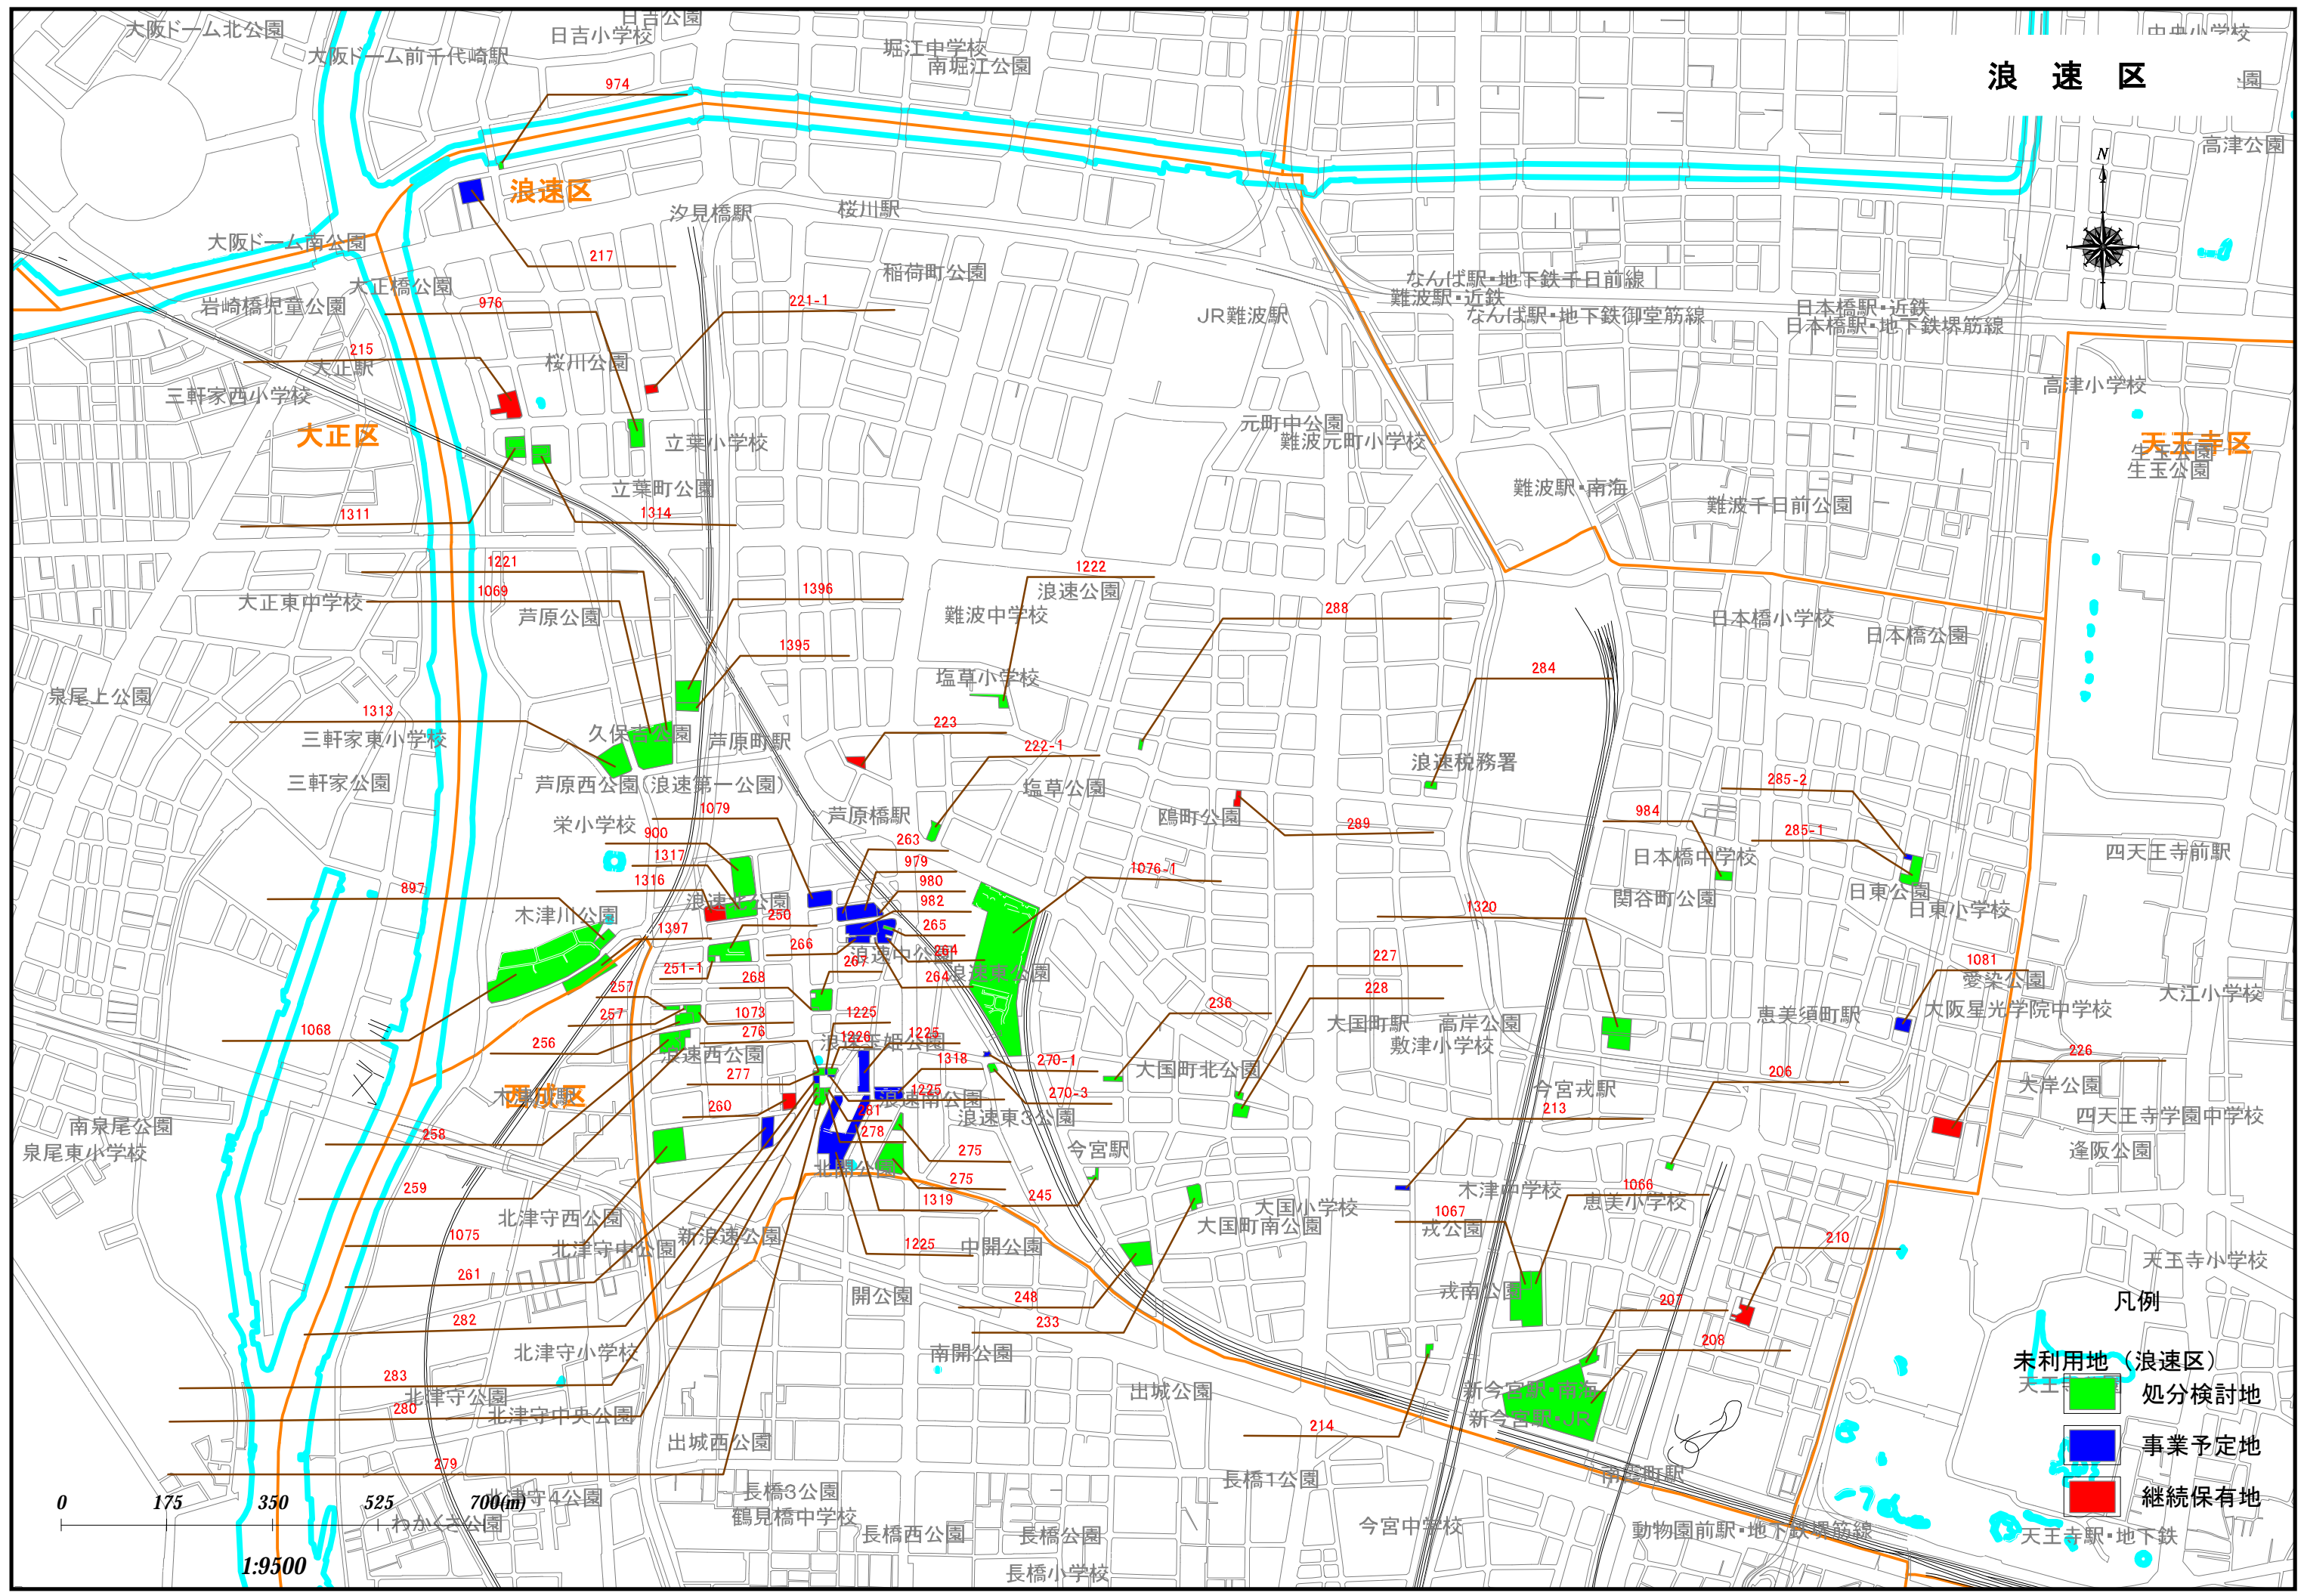 日吉公園
大阪ドーム北公園
日吉小学校
中央小学校
大阪ドーム前千代崎駅
堀江中学校
南堀江公園
浪 速 区
園
974
高津公園
N
浪速区
汐見橋駅
桜川駅
大阪ドーム南公園
217
稲荷町公園
なんば駅・地下鉄千日前線
大正橋公園
難波駅・近鉄
岩崎橋児童公園
976
221-1
JR難波駅
なんば駅・地下鉄御堂筋線
日本橋駅・近鉄
日本橋駅・地下鉄堺筋線
215
大正駅
桜川公園
高津小学校
三軒家西小学校
元町中公園
大正区
立葉小学校
難波元町小学校
天王寺区
生玉公園
生玉公園
立葉町公園
難波駅・南海
難波千日前公園
1311
1314
1221
1222
1069
1396
浪速公園
大正東中学校
芦原公園
難波中学校
288
日本橋小学校
日本橋公園
1395
284
塩草小学校
泉尾上公園
1313
223
久保吉公園
三軒家東小学校
芦原町駅
222-1
浪速税務署
三軒家公園
芦原西公園(浪速第一公園)
塩草公園
285-2
1079
芦原橋駅
鴎町公園
984
栄小学校
900
289
285-1
263
1317
979
1076-1
日本橋中学校
四天王寺前駅
897
1316
980
浪速北公園
982
関谷町公園
日東公園
木津川公園
250
1320
日東小学校
1397
265
266
浪速中公園
264
227
251-1
267
浪速東公園
1081
268
264
愛染公園
257
228
大江小学校
257
1073
1225
236
大国町駅
高岸公園
恵美須町駅
大阪星光学院中学校
1068
276
1226
1225
256
浪速玉姫公園
敷津小学校
浪速西公園
1318
270-1
226
277
大国町北公園
206
西成区
1225
270-3
今宮戎駅
大岸公園
260
281
浪速南公園
浪速東3公園
213
四天王寺学園中学校
南泉尾公園
258
278
泉尾東小学校
275
今宮駅
逢阪公園
北開公園
275
259
1319
245
木津中学校
1066
北津守西公園
大国小学校
恵美小学校
大国町南公園
1067
1075
新浪速公園
戎公園
210
北津守中公園
1225
中開公園
261
天王寺小学校
開公園
戎南公園
248
207
凡例
282
233
208
北津守小学校
南開公園
未利用地(浪速区)
283
出城公園
新今宮駅・南海
処分検討地
北津守公園
280
北津守中央公園
新今宮駅・JR
214
出城西公園
事業予定地
279
長橋1公園
南霞町駅
長橋3公園
継続保有地
0 175 350 525 700(m)
北津守4公園
鶴見橋中学校
わかくさ公園
今宮中学校
長橋西公園
長橋公園
動物園前駅・地下鉄堺筋線
天王寺駅・地下鉄
1:9500
長橋小学校